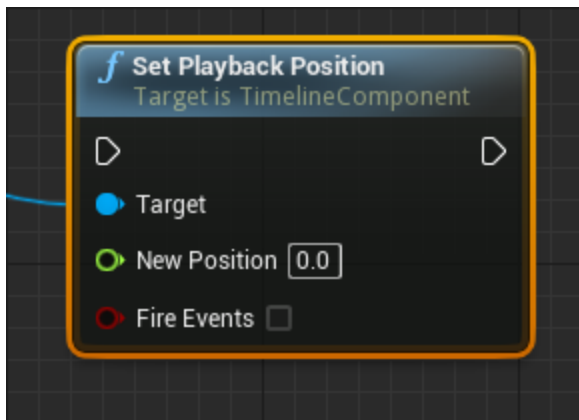 f Set Playback Position
Target is TimelineComponent
Target
New Position 0.0
Fire Events